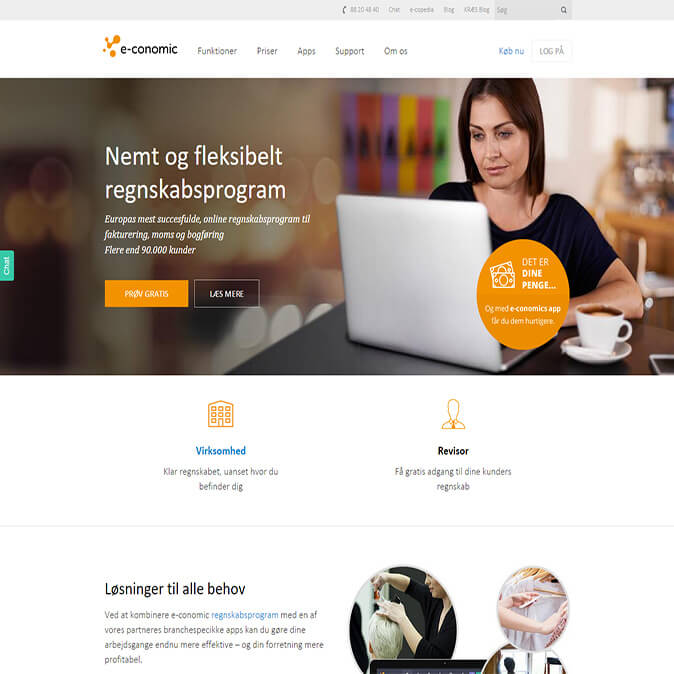 88 20 48 40 Chat e-copedia Blog KRÆS Blog Søg
e-conomic Funktioner Priser Apps Support Om os Køb nu LOG PÅ
Nemt og fleksibelt
regnskabsprogram
Europas mest succesfulde, online regnskabsprogram til
fakturering, moms og bogføring
Flere end 90.000 kunder
PRØV GRATIS LÆS MERE
DET ER
DINE
PENGE...
Og med e-conomics app
får du dem hurtigere.
Chat
Virksomhed
Klar regnskabet, uanset hvor du
befinder dig
Revisor
Få gratis adgang til dine kunders
regnskab
Løsninger til alle behov
Ved at kombinere e-conomic regnskabsprogram med en af
vores partneres branchespecikke apps kan du gøre dine
arbejdsgange endnu mere effektive – og din forretning mere
profitabel.